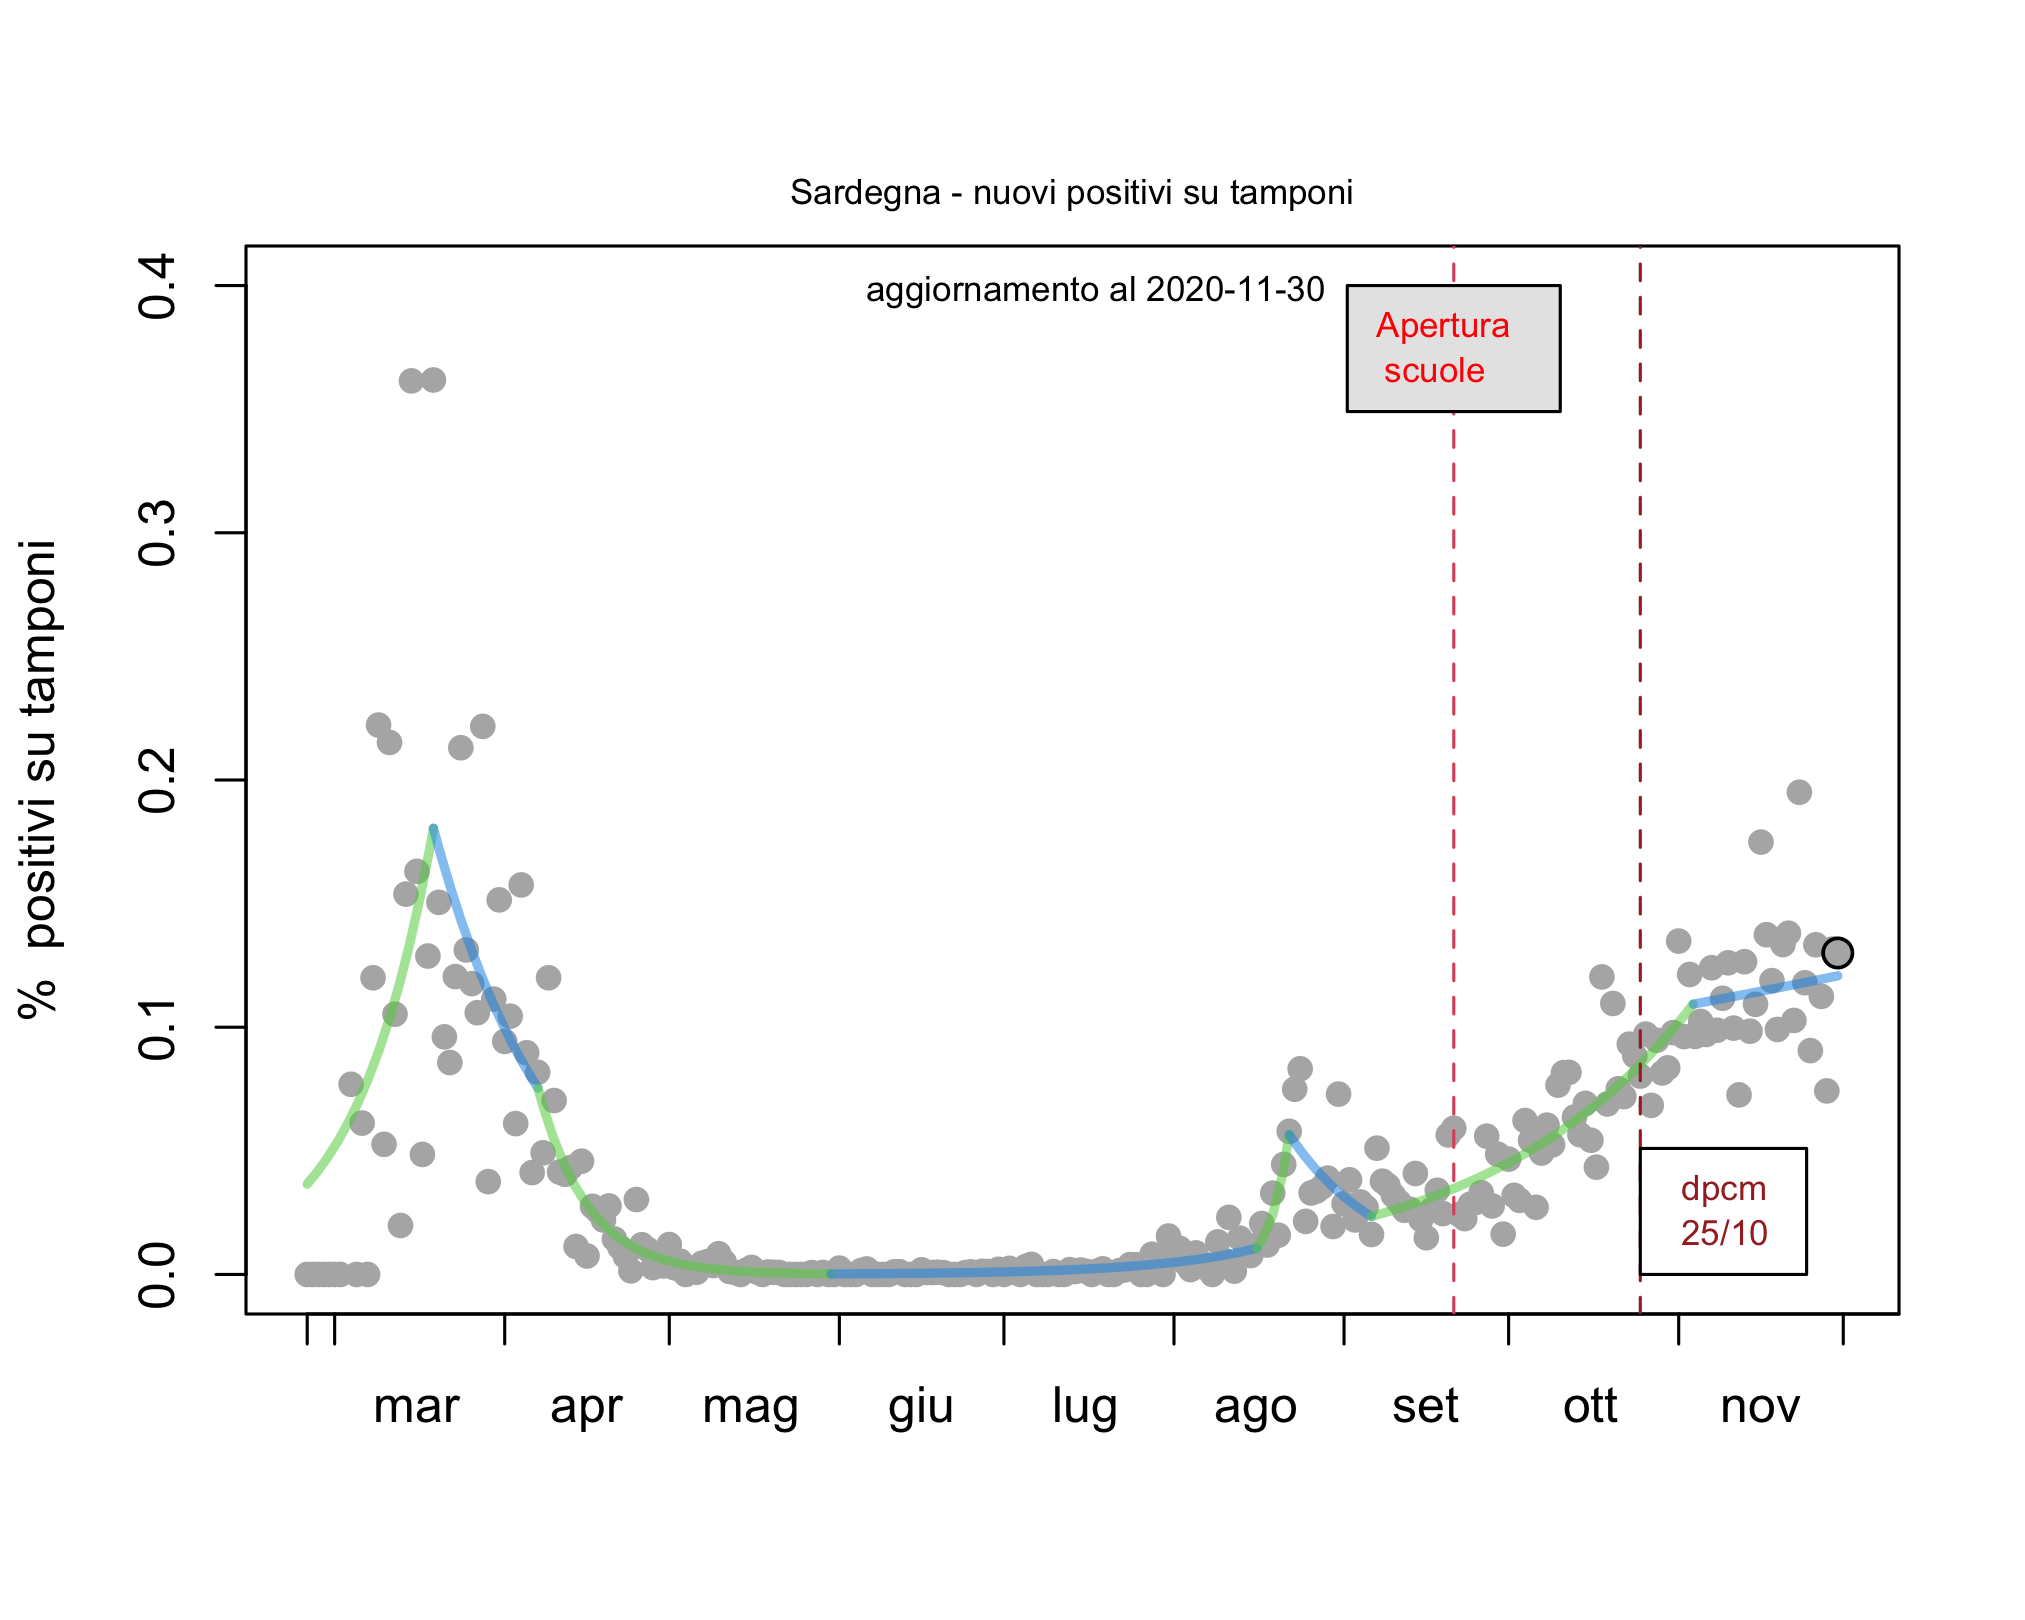 Sardegna - nuovi positivi su tamponi
aggiornamento al 2020-11-30
Apertura
scuole
dpcm
25/10
% positivi su tamponi
0.4
0.3
0.2
0.1
0.0
mar apr mag giu lug ago set ott nov